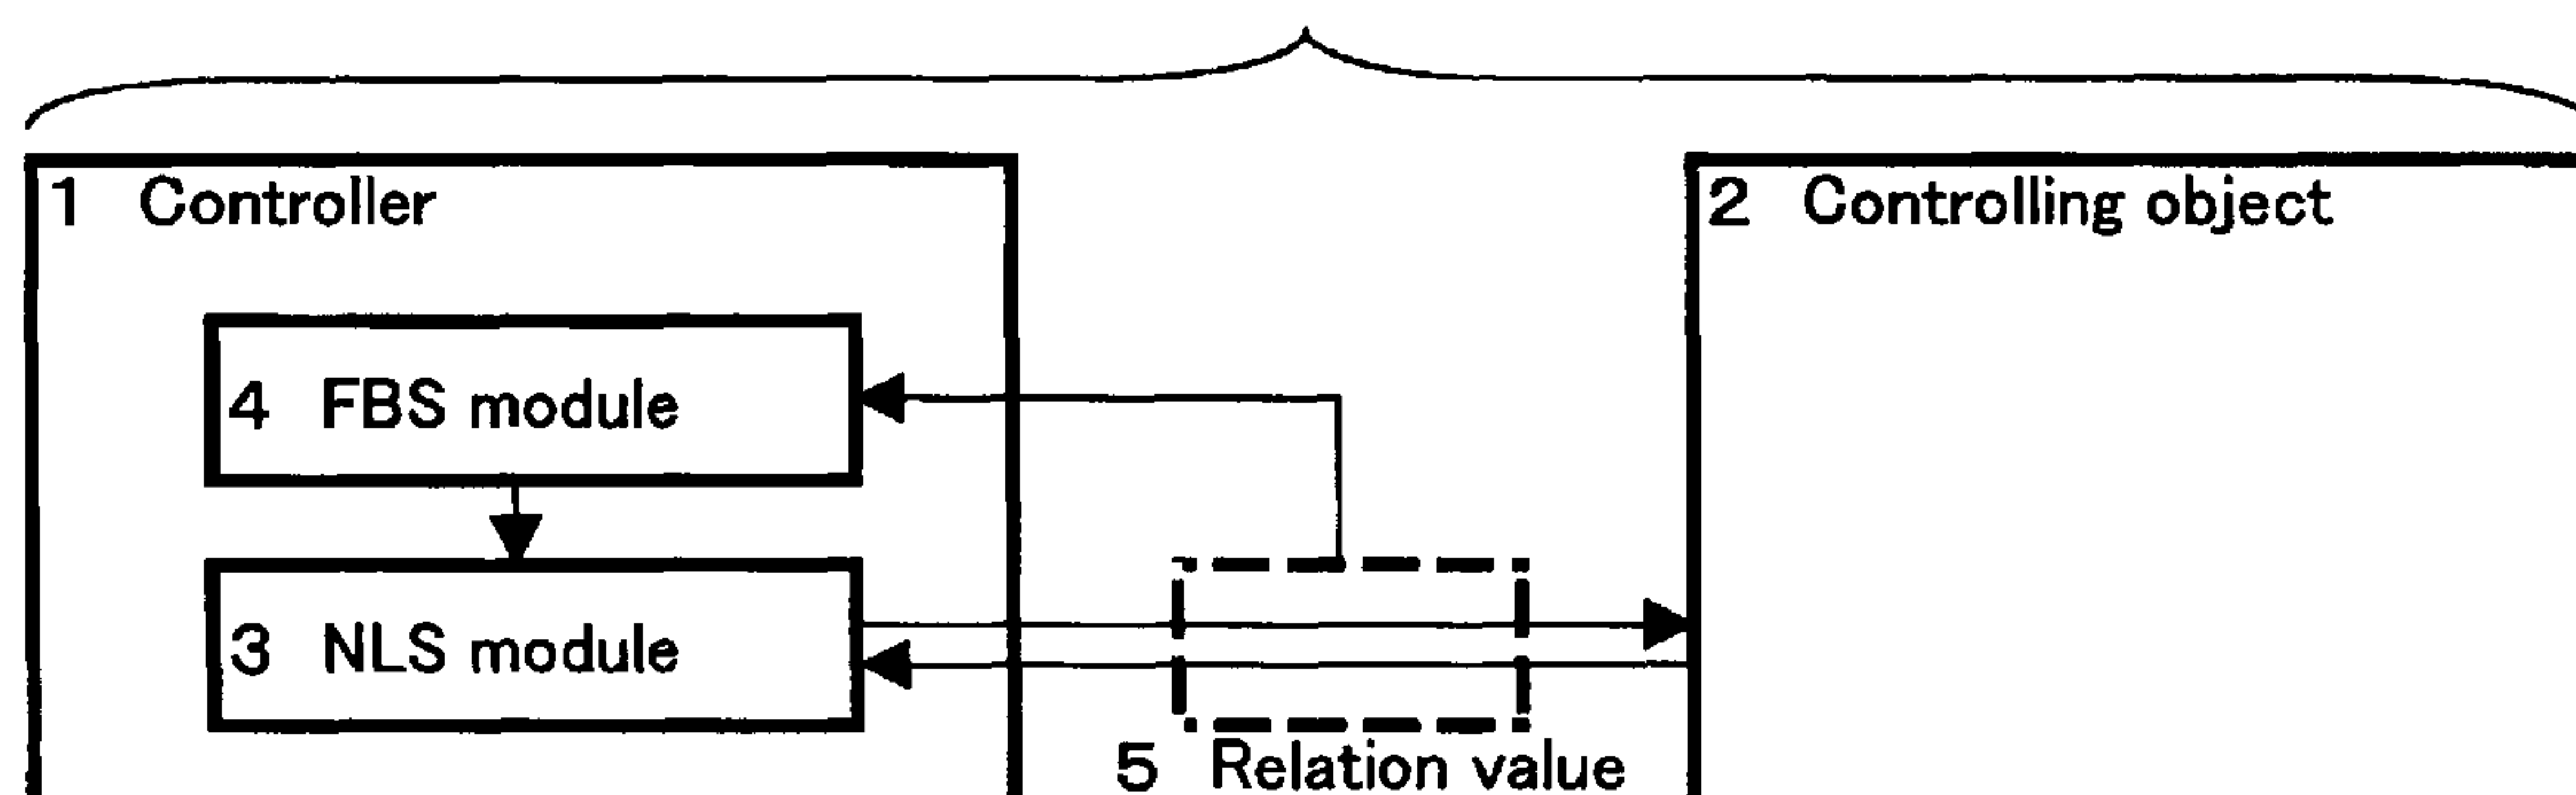 1 Controller
2 Controlling object
4 FBS module
3 NLS module
5 Relation value